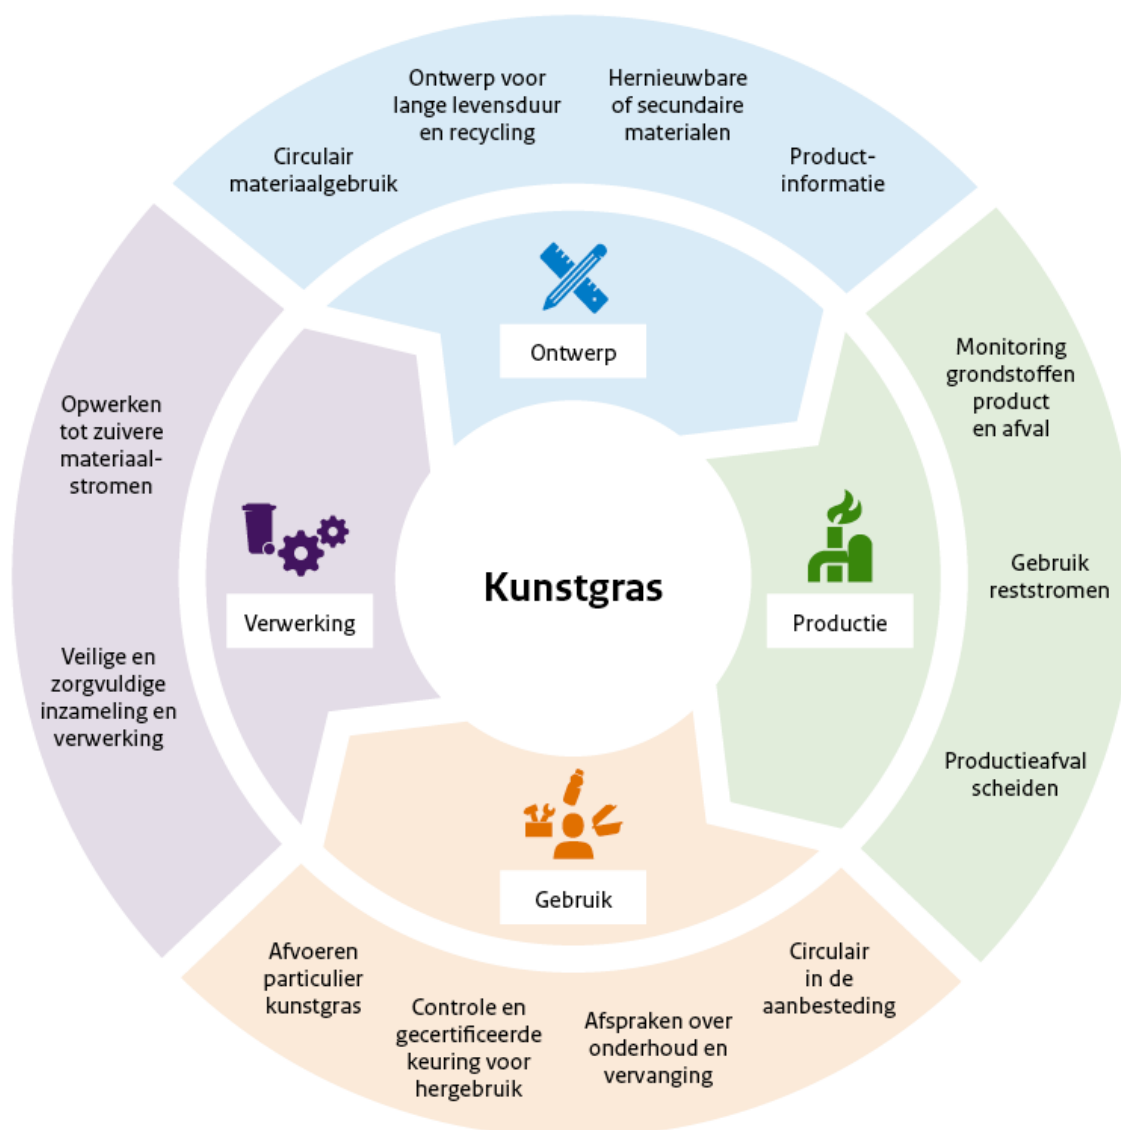 Ontwerp voor
lange levensduur
en recycling
Hernieuwbare
of secundaire
materialen
Circulair
materiaalgebruik
Product-
informatie
Ontwerp
Monitoring
grondstoffen
product
en afval
Opwerken
tot zuivere
materiaal-
stromen
Gebruik
reststromen
Kunstgras
Verwerking
Productie
Veilige en
zorgvuldige
inzameling en
verwerking
Productieafval
scheiden
Gebruik
Afvoeren
particulier
kunstgras
Controle en
gecertificeerde
keuring voor
hergebruik
Afspraken over
onderhoud en
vervanging
Circulair
in de
aanbesteding